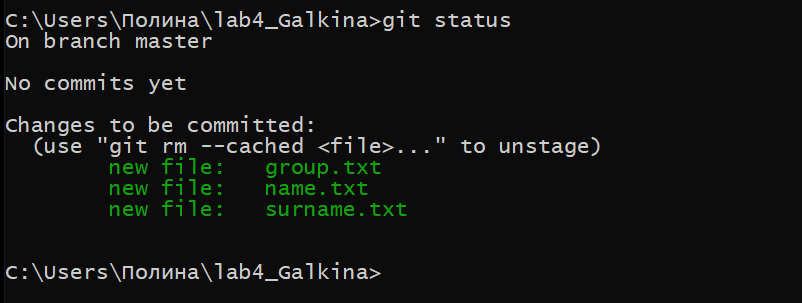 C:\Users\Полина\lab4_Galkina>git status
On branch master
No commits yet
Changes to be committed:
  (use "git rm --cached <file>..." to unstage)
        new file:   group.txt
        new file:   name.txt
        new file:   surname.txt
C:\Users\Полина\lab4_Galkina>